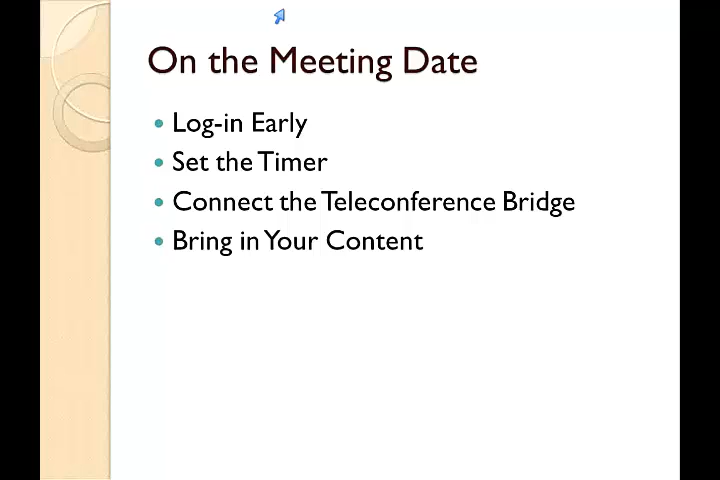 On the Meeting Date
Log-in Early
Set the Timer
Connect the Teleconference Bridge
Bring in Your Content